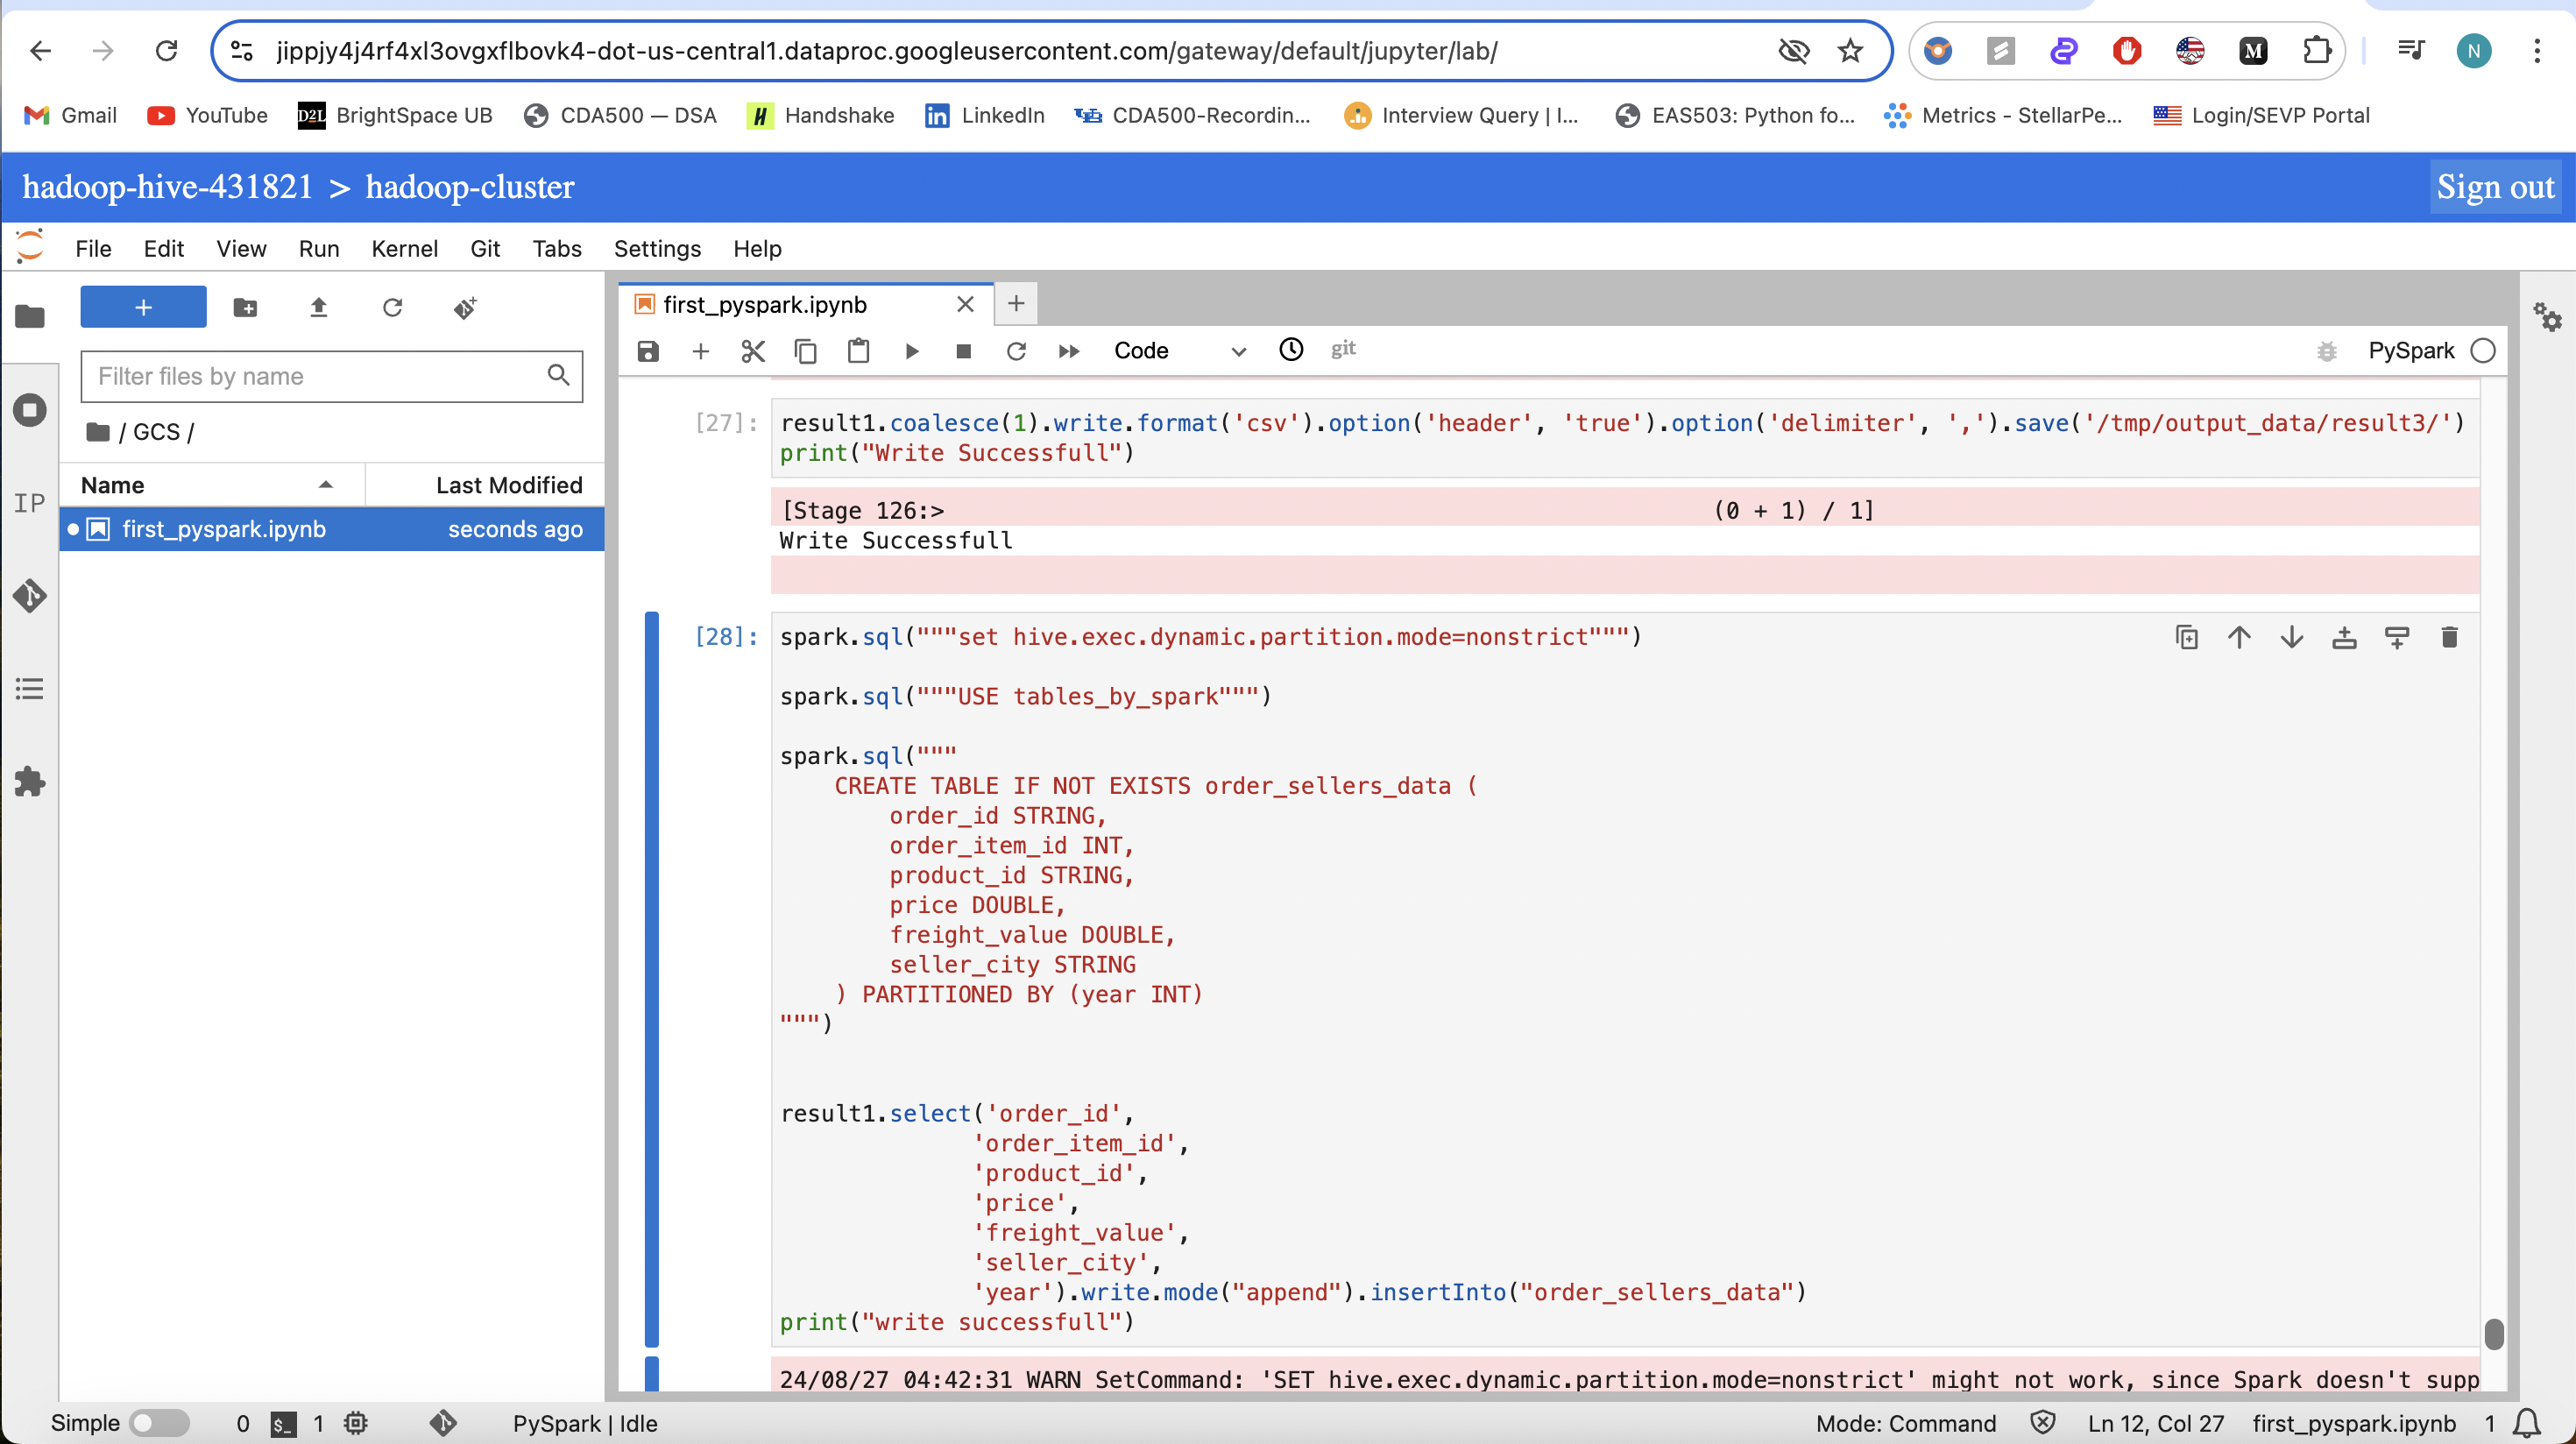 jippjy4j4rf4xl3ovgxflbovk4-dot-us-central1.dataproc.googleusercontent.com/gateway/default/jupyter/lab/
M
N
Gmail
YouTube
D2L
BrightSpace UB
CDA500 — DSA
H
Handshake
in
LinkedIn
CDA500-Recordin...
Interview Query | I...
EAS503: Python fo...
Metrics - StellarPe...
Login/SEVP Portal
hadoop-hive-431821 > hadoop-cluster
Sign out
File Edit View Run Kernel Git Tabs Settings Help
Filter files by name
/ GCS /
Name Last Modified
first_pyspark.ipynb seconds ago
IP
first_pyspark.ipynb
Code
git
PySpark
[27]:
result1.coalesce(1).write.format('csv').option('header', 'true').option('delimiter', ',').save('/tmp/output_data/result3/')
print("Write Successfull")
[Stage 126:> (0 + 1) / 1]
Write Successfull
[28]:
spark.sql("""set hive.exec.dynamic.partition.mode=nonstrict""")
spark.sql("""USE tables_by_spark""")
spark.sql("""
CREATE TABLE IF NOT EXISTS order_sellers_data (
order_id STRING,
order_item_id INT,
product_id STRING,
price DOUBLE,
freight_value DOUBLE,
seller_city STRING
) PARTITIONED BY (year INT)
""")
result1.select('order_id',
'order_item_id',
'product_id',
'price',
'freight_value',
'seller_city',
'year').write.mode("append").insertInto("order_sellers_data")
print("write successfull")
24/08/27 04:42:31 WARN SetCommand: 'SET hive.exec.dynamic.partition.mode=nonstrict' might not work, since Spark doesn't supp
Simple
0
$_
1
PySpark | Idle
Mode: Command
Ln 12, Col 27
first_pyspark.ipynb
1